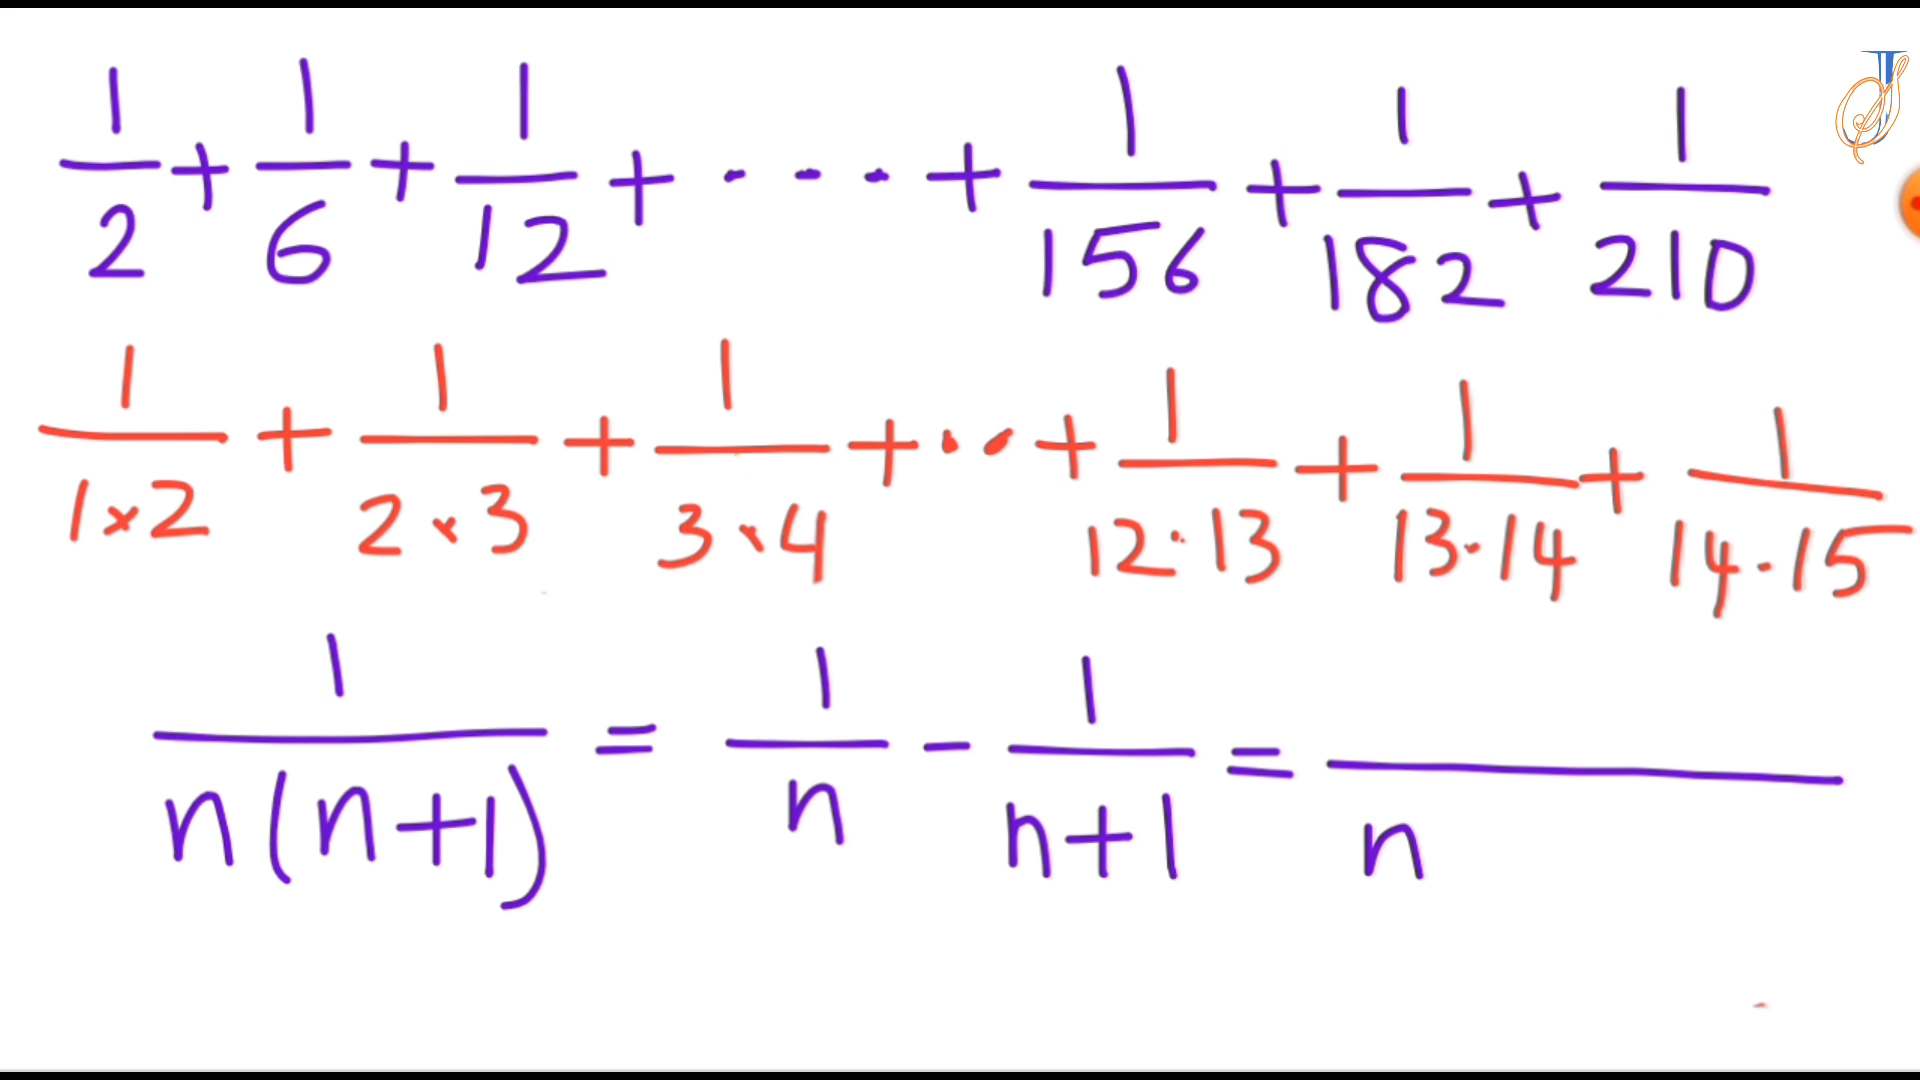 1/2 + 1/6 + 1/12 + ... + 1/156 + 1/182 + 1/210
1/1×2 + 1/2×3 + 1/3×4 + .. + 1/12·13 + 1/13·14 + 1/14·15
1/n(n+1) = 1/n - 1/n+1 = /n